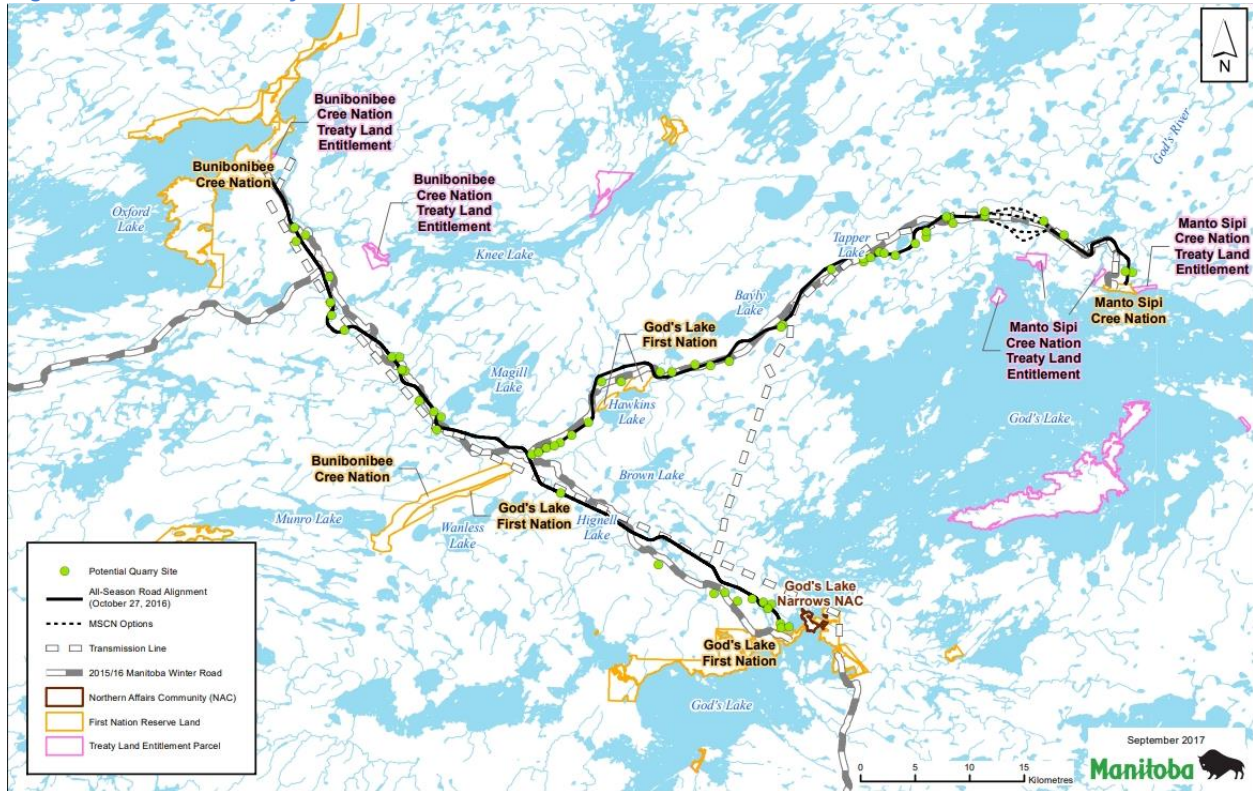 N
Bunibonibee
Cree Nation
Treaty Land
Entitlement
Bunibonibee
Cree Nation
Oxford
Lake
Bunibonibee
Cree Nation
Treaty Land
Entitlement
Knee Lake
God's River
Tapper
Lake
Manto Sipi
Cree Nation
Treaty Land
Entitlement
Manto Sipi
Cree Nation
Manto Sipi
Cree Nation
Treaty Land
Entitlement
Bayly
Lake
God's Lake
First Nation
Magill
Lake
Hawkins
Lake
God's Lake
Bunibonibee
Cree Nation
Brown Lake
God's Lake
First Nation
Munro Lake
Wanless
Lake
Hignell
Lake
God's Lake
Narrows NAC
God's Lake
First Nation
God's Lake
Potential Quarry Site
All-Season Road Alignment
(October 27, 2016)
MSCN Options
Transmission Line
2015/16 Manitoba Winter Road
Northern Affairs Community (NAC)
First Nation Reserve Land
Treaty Land Entitlement Parcel
September 2017
Manitoba
0 5 10 15
Kilometres